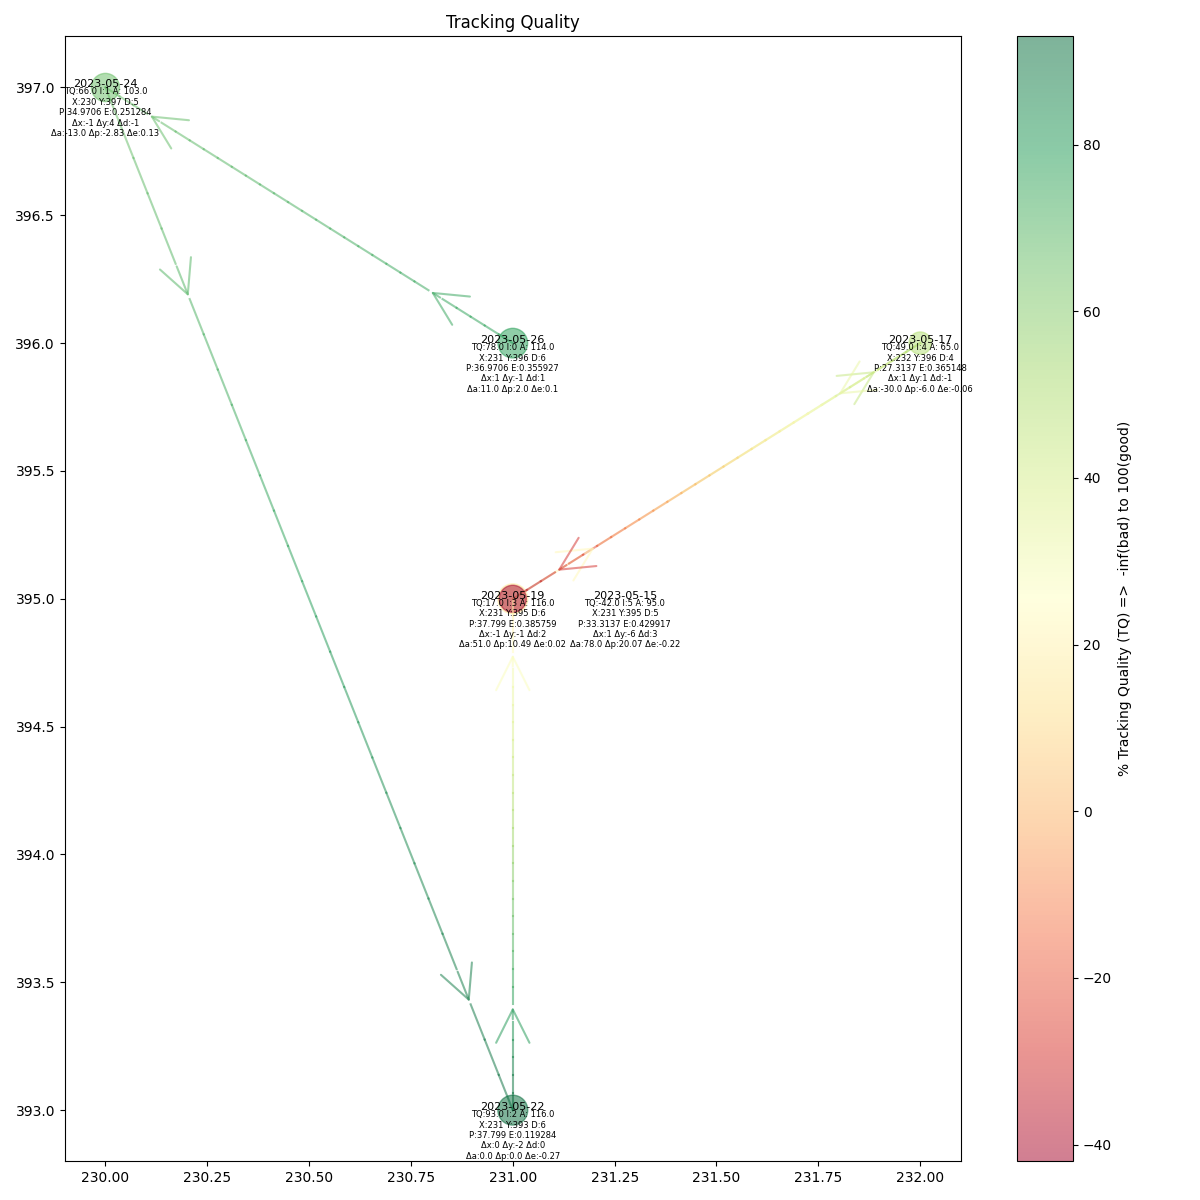 Tracking Quality
397.0
396.5
396.0
395.5
395.0
394.5
394.0
393.5
393.0
2023-05-24
TQ:66.0 I:1 A: 103.0
X:230 Y:397 D:5
P:34.9706 E:0.251284
Δx:-1 Δy:4 Δd:-1
Δa:-13.0 Δp:-2.83 Δe:0.13
2023-05-26
TQ:78.0 I:0 A: 114.0
X:231 Y:396 D:6
P:36.9706 E:0.355927
Δx:1 Δy:-1 Δd:1
Δa:11.0 Δp:2.0 Δe:0.1
2023-05-17
TQ:49.0 I:4 A: 65.0
X:232 Y:396 D:4
P:27.3137 E:0.365148
Δx:1 Δy:1 Δd:-1
Δa:-30.0 Δp:-6.0 Δe:-0.06
2023-05-19
TQ:17.0 I:3 A: 116.0
X:231 Y:395 D:6
P:37.799 E:0.385759
Δx:-1 Δy:-1 Δd:2
Δa:51.0 Δp:10.49 Δe:0.02
2023-05-15
TQ:-42.0 I:5 A: 95.0
X:231 Y:395 D:5
P:33.3137 E:0.429917
Δx:1 Δy:-6 Δd:3
Δa:78.0 Δp:20.07 Δe:-0.22
2023-05-22
TQ:93.0 I:2 A: 116.0
X:231 Y:393 D:6
P:37.799 E:0.119284
Δx:0 Δy:-2 Δd:0
Δa:0.0 Δp:0.0 Δe:-0.27
230.00
230.25
230.50
230.75
231.00
231.25
231.50
231.75
232.00
80
60
40
20
0
−20
−40
% Tracking Quality (TQ) =>  -inf(bad) to 100(good)